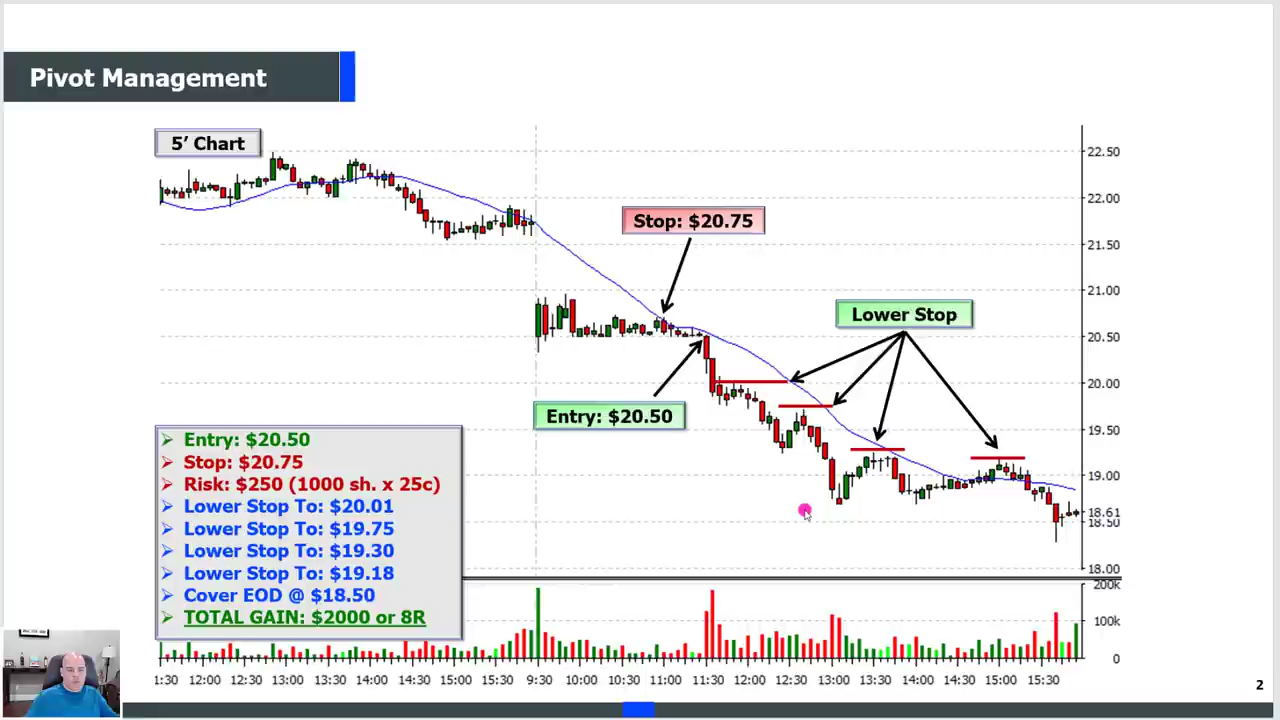 Pivot Management
5’ Chart
22.50
22.00
21.50
21.00
20.50
20.00
19.50
19.00
18.61
18.50
18.00
Stop: $20.75
Lower Stop
Entry: $20.50
Entry: $20.50
Stop: $20.75
Risk: $250 (1000 sh. x 25c)
Lower Stop To: $20.01
Lower Stop To: $19.75
Lower Stop To: $19.30
Lower Stop To: $19.18
Cover EOD @ $18.50
TOTAL GAIN: $2000 or 8R
200k
100k
0
1:30 12:00 12:30 13:00 13:30 14:00 14:30 15:00 15:30 9:30 10:00 10:30 11:00 11:30 12:00 12:30 13:00 13:30 14:00 14:30 15:00 15:30
2